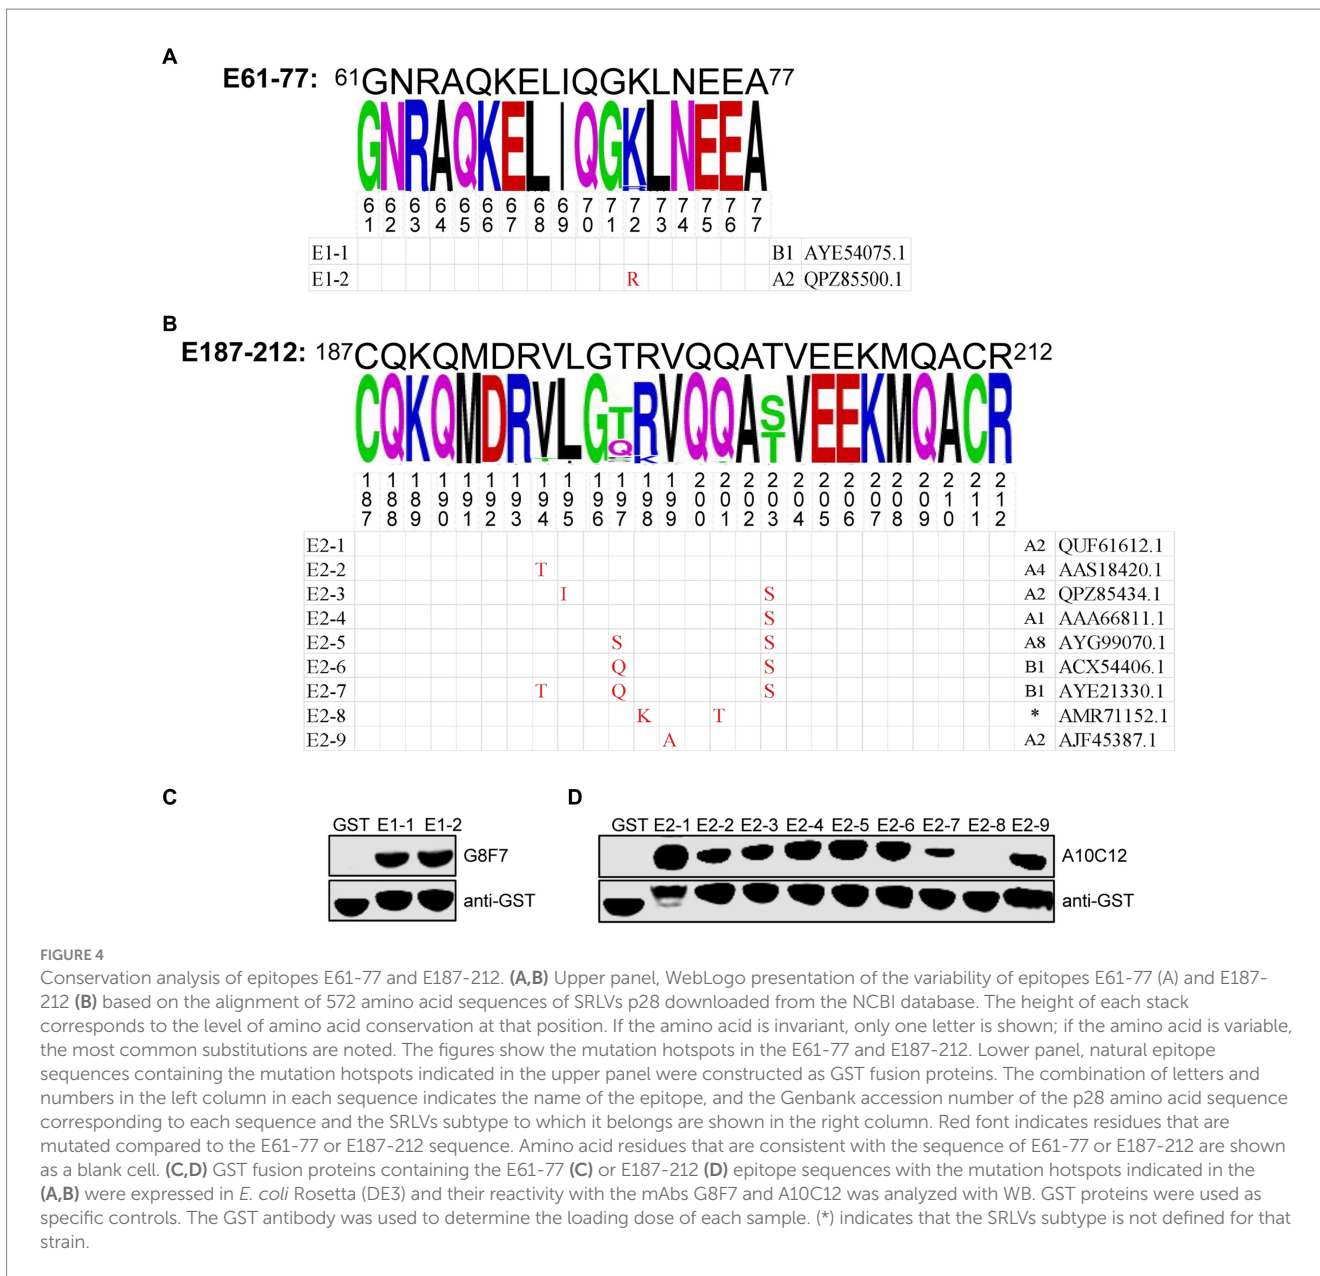 A
E61-77: 61GNRAQKELIQGKLNEEA77
GNRAQKELIQGKLNEEA
61 62 63 64 65 66 67 68 69 70 71 72 73 74 75 76 77
E1-1 B1 AYE54075.1
E1-2 R A2 QPZ85500.1
B
E187-212: 187CQKQMDRVLGTRVQQATVEEKMQACR212
CQKQMDRVLGTRVQQASVEEKMQACR
Q K T
187 188 189 190 191 192 193 194 195 196 197 198 199 200 201 202 203 204 205 206 207 208 209 210 211 212
E2-1 A2 QUF61612.1
E2-2 T A4 AAS18420.1
E2-3 I S A2 QPZ85434.1
E2-4 S A1 AAA66811.1
E2-5 S S A8 AYG99070.1
E2-6 Q S B1 ACX54406.1
E2-7 T Q S B1 AYE21330.1
E2-8 K T * AMR71152.1
E2-9 A A2 AJF45387.1
C
GST E1-1 E1-2
G8F7
anti-GST
D
GST E2-1 E2-2 E2-3 E2-4 E2-5 E2-6 E2-7 E2-8 E2-9
A10C12
anti-GST
FIGURE 4
Conservation analysis of epitopes E61-77 and E187-212. (A,B) Upper panel, WebLogo presentation of the variability of epitopes E61-77 (A) and E187-
212 (B) based on the alignment of 572 amino acid sequences of SRLVs p28 downloaded from the NCBI database. The height of each stack
corresponds to the level of amino acid conservation at that position. If the amino acid is invariant, only one letter is shown; if the amino acid is variable,
the most common substitutions are noted. The figures show the mutation hotspots in the E61-77 and E187-212. Lower panel, natural epitope
sequences containing the mutation hotspots indicated in the upper panel were constructed as GST fusion proteins. The combination of letters and
numbers in the left column in each sequence indicates the name of the epitope, and the Genbank accession number of the p28 amino acid sequence
corresponding to each sequence and the SRLVs subtype to which it belongs are shown in the right column. Red font indicates residues that are
mutated compared to the E61-77 or E187-212 sequence. Amino acid residues that are consistent with the sequence of E61-77 or E187-212 are shown
as a blank cell. (C,D) GST fusion proteins containing the E61-77 (C) or E187-212 (D) epitope sequences with the mutation hotspots indicated in the
(A,B) were expressed in E. coli Rosetta (DE3) and their reactivity with the mAbs G8F7 and A10C12 was analyzed with WB. GST proteins were used as
specific controls. The GST antibody was used to determine the loading dose of each sample. (*) indicates that the SRLVs subtype is not defined for that
strain.